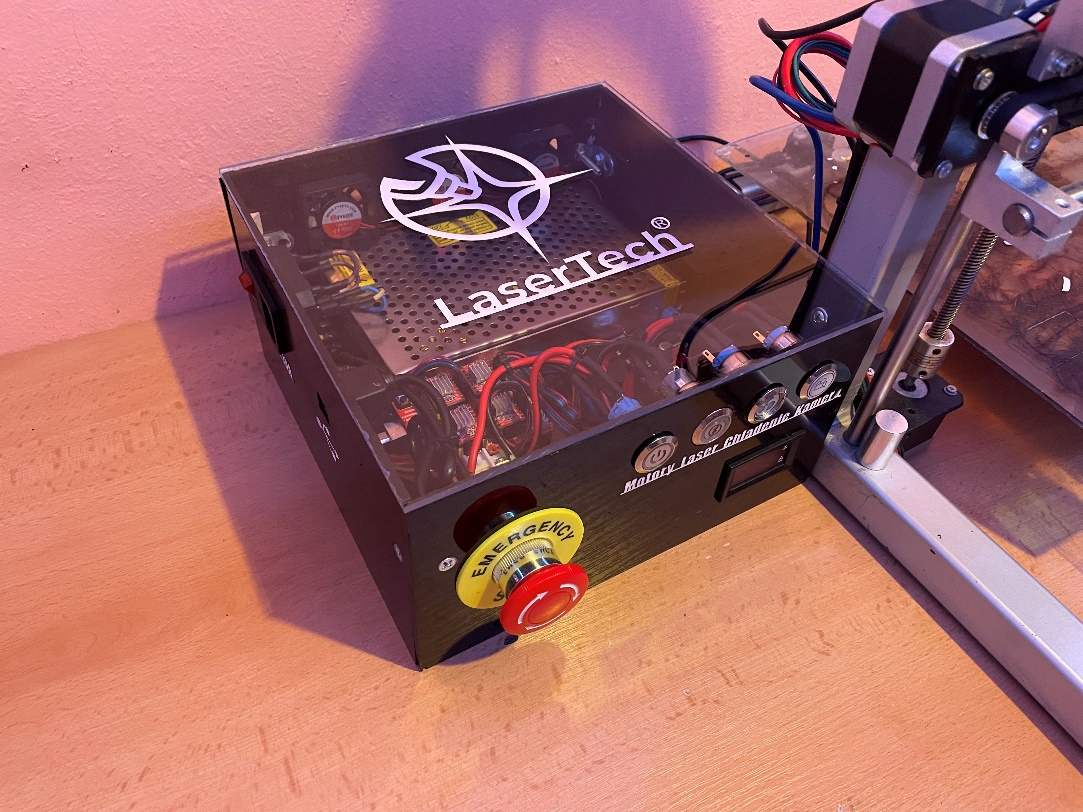 LaserTech®
Motory Laser Chladenie Kamera
EMERGENCY